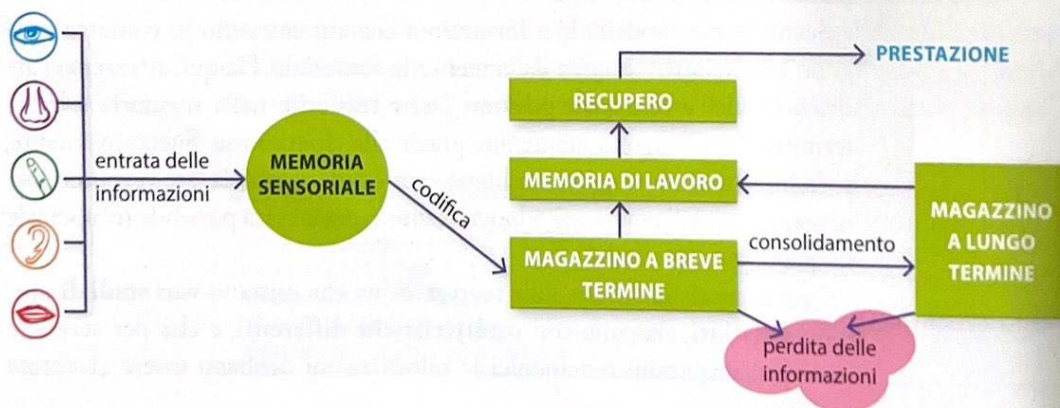 PRESTAZIONE
RECUPERO
entrata delle
informazioni
MEMORIA
SENSORIALE
codifica
MEMORIA DI LAVORO
MAGAZZINO A BREVE
TERMINE
consolidamento
MAGAZZINO
A LUNGO
TERMINE
perdita delle
informazioni